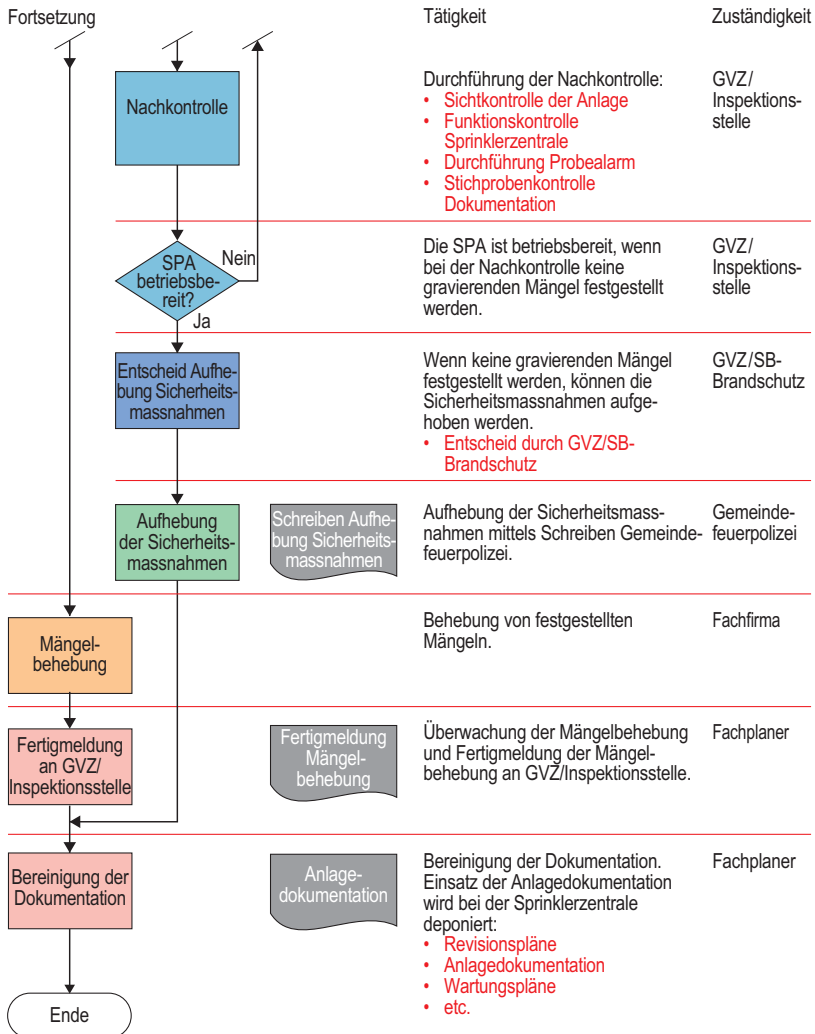 Fortsetzung
Tätigkeit
Zuständigkeit
Nachkontrolle
Durchführung der Nachkontrolle:
• Sichtkontrolle der Anlage
• Funktionskontrolle
Sprinklerzentrale
• Durchführung Probealarm
• Stichprobenkontrolle
Dokumentation
GVZ/
Inspektions-
stelle
SPA
betriebsbe-
reit?
Nein
Ja
Die SPA ist betriebsbereit, wenn
bei der Nachkontrolle keine
gravierenden Mängel festgestellt
werden.
GVZ/
Inspektions-
stelle
Entscheid Aufhe-
bung Sicherheits-
massnahmen
Wenn keine gravierenden Mängel
festgestellt werden, können die
Sicherheitsmassnahmen aufge-
hoben werden.
• Entscheid durch GVZ/SB-
Brandschutz
GVZ/SB-
Brandschutz
Aufhebung
der Sicherheits-
massnahmen
Schreiben Aufhe-
bung Sicherheits-
massnahmen
Aufhebung der Sicherheitsmass-
nahmen mittels Schreiben Gemeinde-
feuerpolizei.
Gemeinde-
feuerpolizei
Mängel-
behebung
Behebung von festgestellten
Mängeln.
Fachfirma
Fertigmeldung
an GVZ/
Inspektionsstelle
Fertigmeldung
Mängel-
behebung
Überwachung der Mängelbehebung
und Fertigmeldung der Mängel-
behebung an GVZ/Inspektionsstelle.
Fachplaner
Bereinigung der
Dokumentation
Anlage-
dokumentation
Bereinigung der Dokumentation.
Einsatz der Anlagedokumentation
wird bei der Sprinklerzentrale
deponiert:
• Revisionspläne
• Anlagedokumentation
• Wartungspläne
• etc.
Fachplaner
Ende